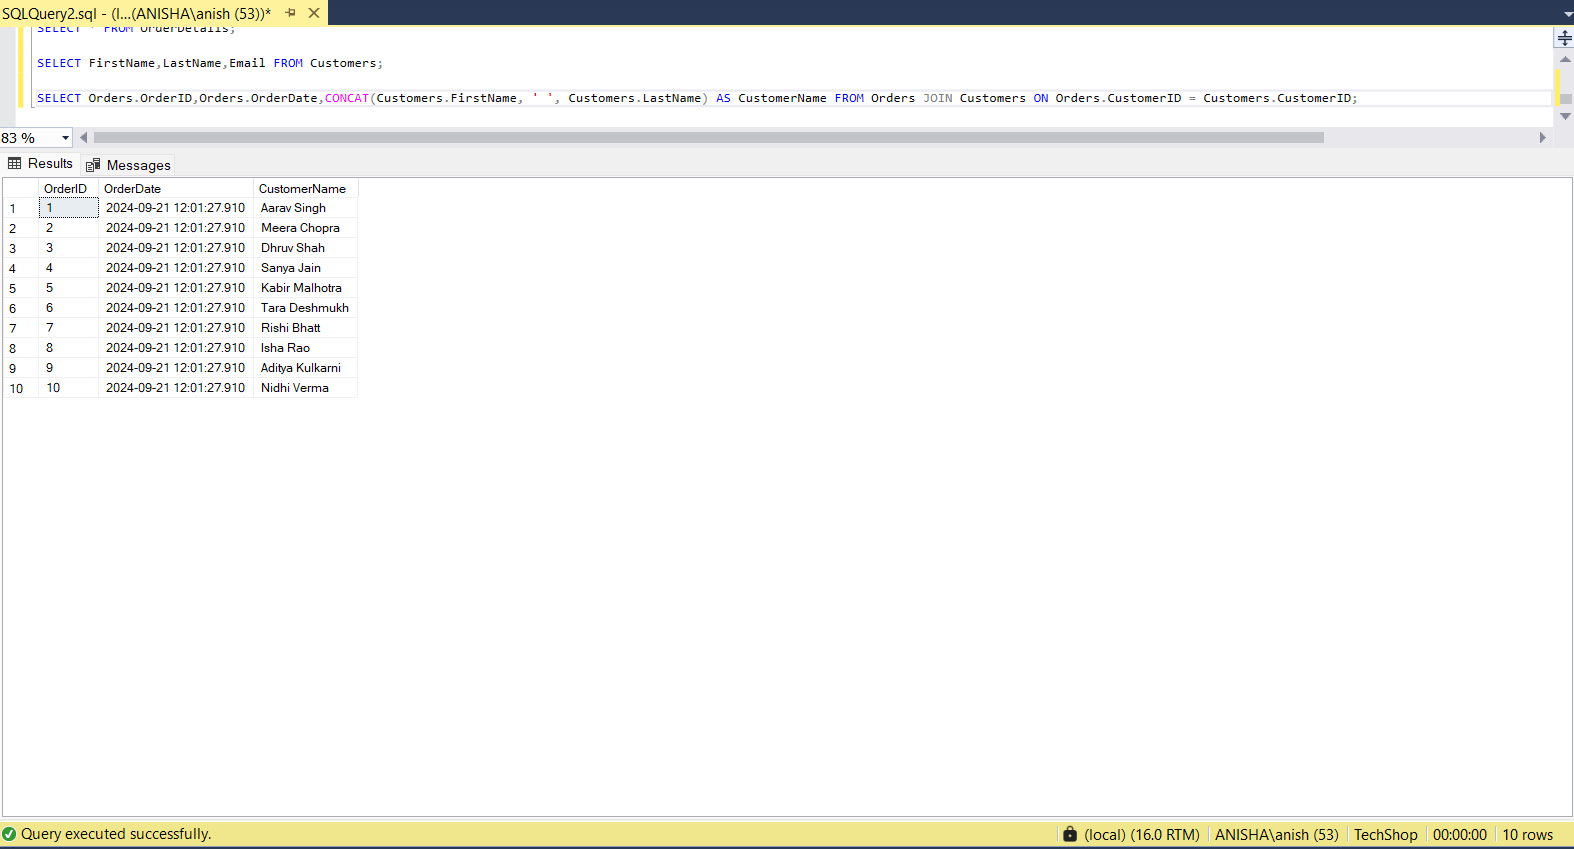 SQLQuery2.sql - (l...(ANISHA\anish (53))*
SELECT * FROM OrderDetails;
SELECT FirstName,LastName,Email FROM Customers;
SELECT Orders.OrderID,Orders.OrderDate,CONCAT(Customers.FirstName, ' ', Customers.LastName) AS CustomerName FROM Orders JOIN Customers ON Orders.CustomerID = Customers.CustomerID;
83 %
Results Messages
OrderID OrderDate CustomerName
1 1 2024-09-21 12:01:27.910 Aarav Singh
2 2 2024-09-21 12:01:27.910 Meera Chopra
3 3 2024-09-21 12:01:27.910 Dhruv Shah
4 4 2024-09-21 12:01:27.910 Sanya Jain
5 5 2024-09-21 12:01:27.910 Kabir Malhotra
6 6 2024-09-21 12:01:27.910 Tara Deshmukh
7 7 2024-09-21 12:01:27.910 Rishi Bhatt
8 8 2024-09-21 12:01:27.910 Isha Rao
9 9 2024-09-21 12:01:27.910 Aditya Kulkarni
10 10 2024-09-21 12:01:27.910 Nidhi Verma
Query executed successfully. (local) (16.0 RTM) ANISHA\anish (53) TechShop 00:00:00 10 rows